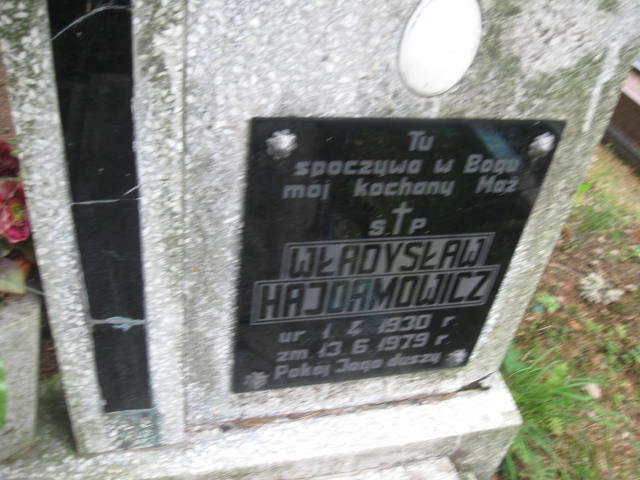 Tu
spoczywa w Bogu
mój kochany Mąż
Ś.†P.
WŁADYSŁAW
HAJDAMOWICZ
ur. 1. 4. 1930 r.
zm. 13. 6. 1979 r.
Pokój Jego duszy